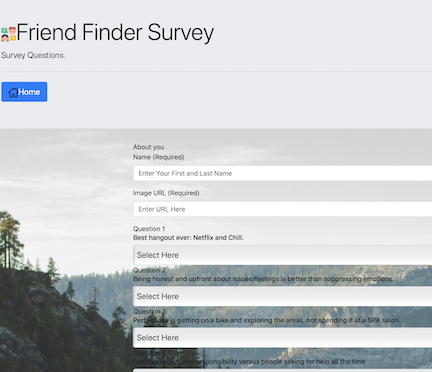 Friend Finder Survey
Survey Questions.
Home
About you
Name (Required)
Enter Your First and Last Name
Image URL (Required)
Enter URL Here
Question 1
Best hangout ever: Netflix and Chill.
Select Here
Question 2
Being honest and upfront about issues/feelings is better than suppressing emotions.
Select Here
Question 3
Perfect day is getting on a bike and exploring the areas, not spending it at a SPA salon.
Select Here
responsibility versus people asking for help all the time